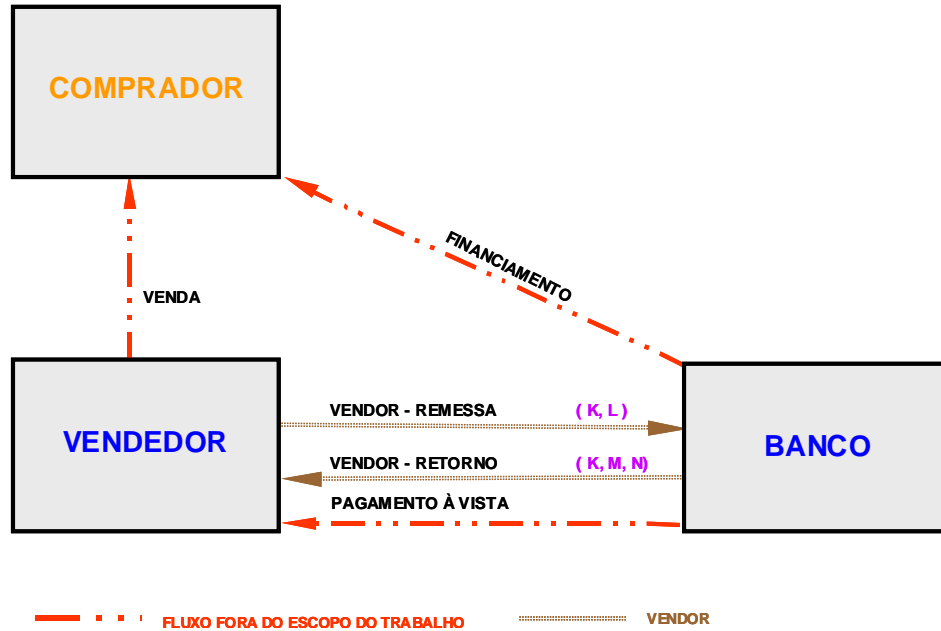 COMPRADOR
FINANCIAMENTO
VENDA
VENDEDOR
VENDOR - REMESSA ( K, L )
VENDOR - RETORNO ( K, M, N)
PAGAMENTO À VISTA
BANCO
FLUXO FORA DO ESCOPO DO TRABALHO
VENDOR